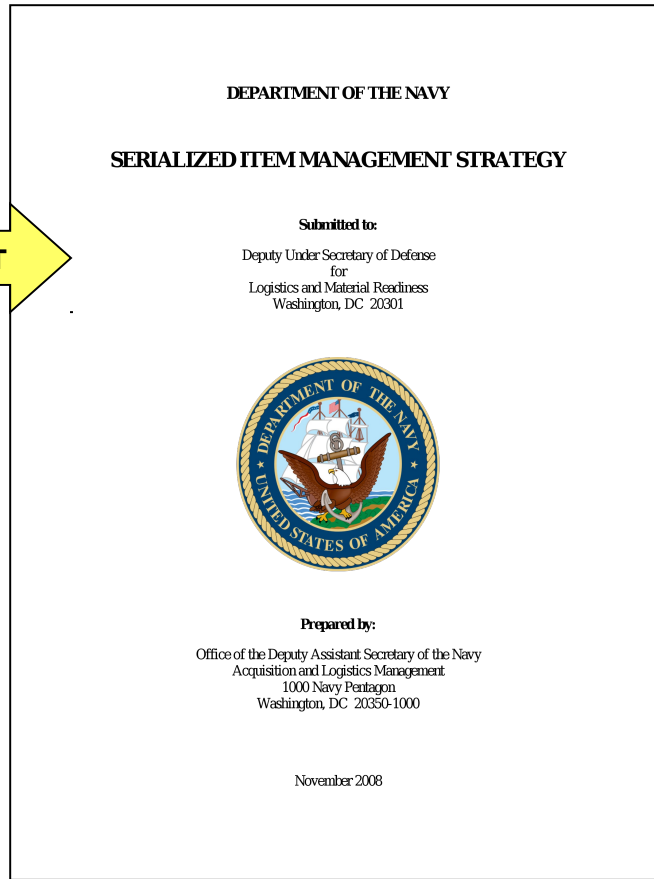 DEPARTMENT OF THE NAVY
SERIALIZED ITEM MANAGEMENT STRATEGY
Submitted to:
Deputy Under Secretary of Defense
for
Logistics and Material Readiness
Washington, DC 20301
DEPARTMENT OF THE NAVY
UNITED STATES OF AMERICA
Prepared by:
Office of the Deputy Assistant Secretary of the Navy
Acquisition and Logistics Management
1000 Navy Pentagon
Washington, DC 20350-1000
November 2008